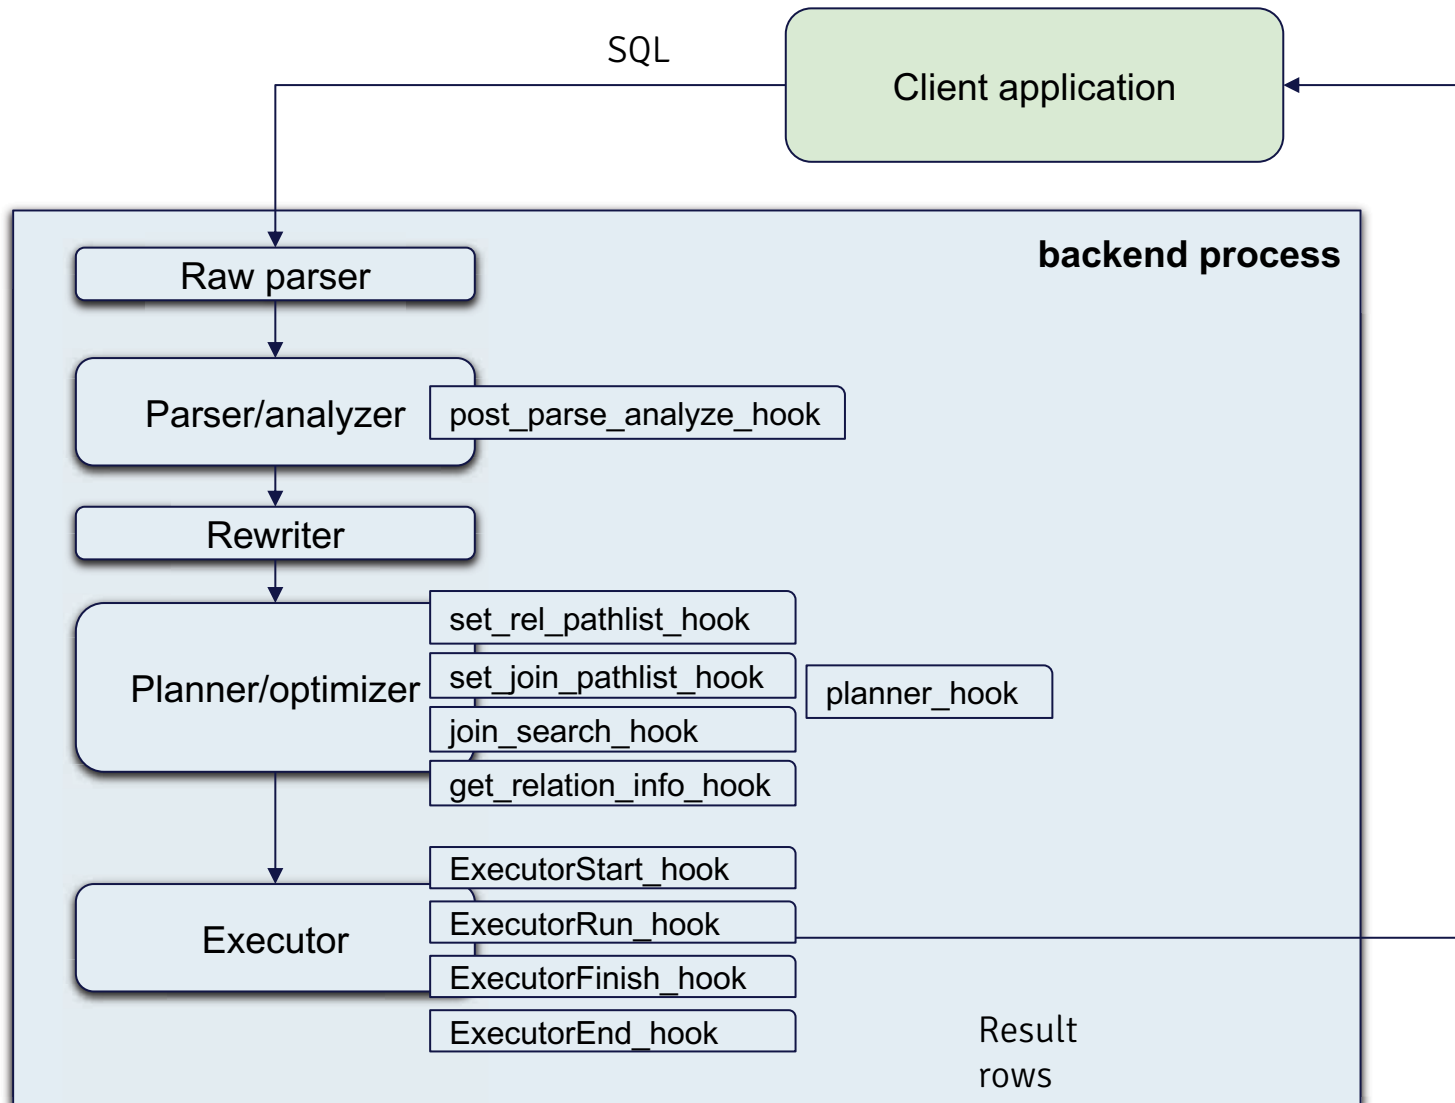 SQL
Client application
backend process
Raw parser
Parser/analyzer
post_parse_analyze_hook
Rewriter
Planner/optimizer
set_rel_pathlist_hook
set_join_pathlist_hook
planner_hook
join_search_hook
get_relation_info_hook
Executor
ExecutorStart_hook
ExecutorRun_hook
ExecutorFinish_hook
ExecutorEnd_hook
Result
rows